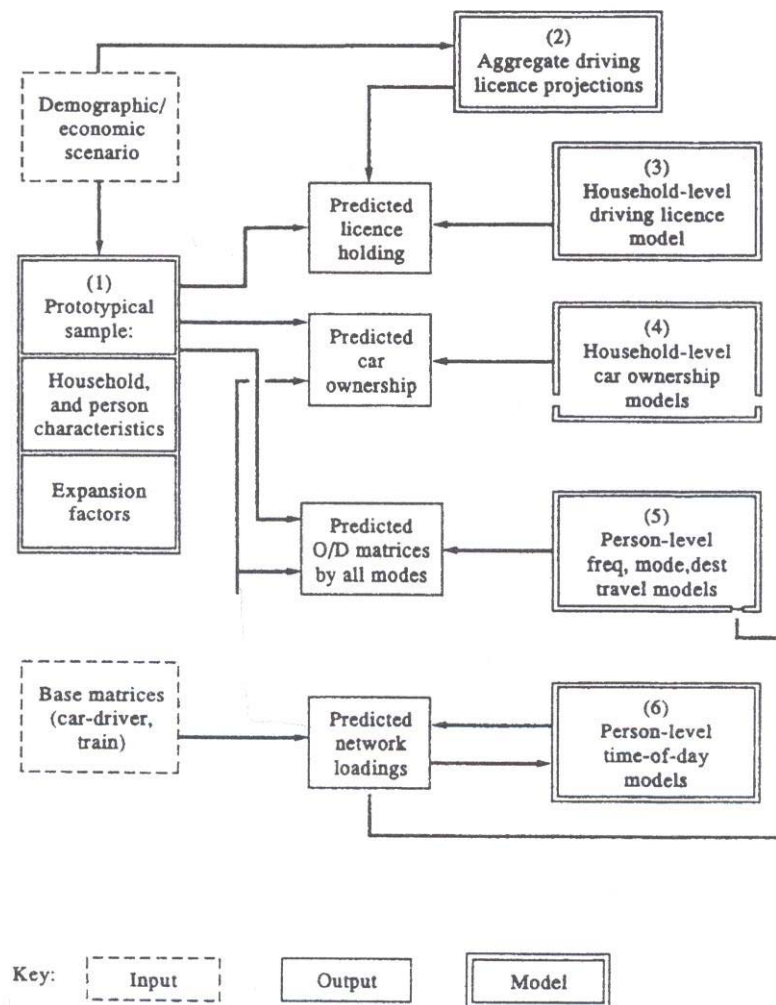 (2)
Aggregate driving
licence projections
Demographic/
economic
scenario
(3)
Household-level
driving licence
model
Predicted
licence
holding
(1)
Prototypical
sample:
Household,
and person
characteristics
Expansion
factors
Predicted
car
ownership
(4)
Household-level
car ownership
models
Predicted
O/D matrices
by all modes
(5)
Person-level
freq, mode,dest
travel models
Base matrices
(car-driver,
train)
Predicted
network
loadings
(6)
Person-level
time-of-day
models
Key:
Input
Output
Model